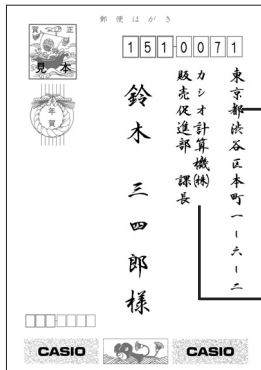 郵便はがき
賀正
見本
年賀
151-0071
東京都渋谷区本町一ー六ー二
カシオ計算機㈱
販売促進部 課長
鈴木 三四郎 様
CASIO
CASIO